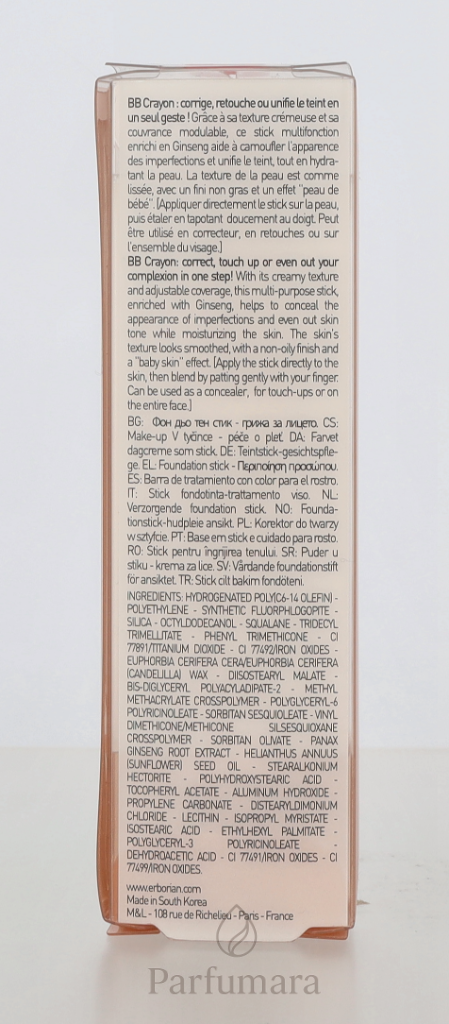 BB Crayon : corrige, retouche ou unifie le teint en
un seul geste ! Grâce à sa texture crémeuse et sa
couvrance modulable, ce stick multifonction
enrichi en Ginseng aide à camoufler l'apparence
des imperfections et unifie le teint, tout en hydra-
tant la peau. La texture de la peau est comme
lissée, avec un fini non gras et un effet "peau de
bébé". [Appliquer directement le stick sur la peau,
puis étaler en tapotant doucement au doigt. Peut
être utilisé en correcteur, en retouches ou sur
l'ensemble du visage.]
BB Crayon: correct, touch up or even out your
complexion in one step! With its creamy texture
and adjustable coverage, this multi-purpose stick,
enriched with Ginseng, helps to conceal the
appearance of imperfections and even out skin
tone while moisturizing the skin. The skin's
texture looks smoothed, with a non-oily finish and
a "baby skin" effect. [Apply the stick directly to the
skin, then blend by patting gently with your finger.
Can be used as a concealer, for touch-ups or on
the entire face.]
BG: Фон дьо тен стик - грижа за лицето. CS:
Make-up V tyčince - péče o pleť. DA: Farvet
dagcreme som stick. DE: Teintstick-gesichtspfle-
ge. EL: Foundation stick - Περιποίηση προσώπου.
ES: Barra de tratamiento con color para el rostro.
IT: Stick fondotinta-trattamento viso. NL:
Verzorgende foundation stick. NO: Founda-
tionstick-hudpleie ansikt. PL: Korektor do twarzy
w sztyfcie. PT: Base em stick e cuidado para rosto.
RO: Stick pentru îngrijirea tenului. SR: Puder u
stiku - krema za lice. SV: Vårdande foundationstift
för ansiktet. TR: Stick cilt bakim fondöteni.
INGREDIENTS: HYDROGENATED POLY(C6-14 OLEFIN) -
POLYETHYLENE - SYNTHETIC FLUORPHLOGOPITE -
SILICA - OCTYLDODECANOL - SQUALANE - TRIDECYL
TRIMELLITATE - PHENYL TRIMETHICONE - CI
77891/TITANIUM DIOXIDE - CI 77492/IRON OXIDES -
EUPHORBIA CERIFERA CERA/EUPHORBIA CERIFERA
(CANDELILLA) WAX - DIISOSTEARYL MALATE -
BIS-DIGLYCERYL POLYACYLADIPATE-2 - METHYL
METHACRYLATE CROSSPOLYMER - POLYGLYCERYL-6
POLYRICINOLEATE - SORBITAN SESQUIOLEATE - VINYL
DIMETHICONE/METHICONE SILSESQUIOXANE
CROSSPOLYMER - SORBITAN OLIVATE - PANAX
GINSENG ROOT EXTRACT - HELIANTHUS ANNUUS
(SUNFLOWER) SEED OIL - STEARALKONIUM
HECTORITE - POLYHYDROXYSTEARIC ACID -
TOCOPHERYL ACETATE - ALUMINUM HYDROXIDE -
PROPYLENE CARBONATE - DISTEARYLDIMONIUM
CHLORIDE - LECITHIN - ISOPROPYL MYRISTATE -
ISOSTEARIC ACID - ETHYLHEXYL PALMITATE -
POLYGLYCERYL-3 POLYRICINOLEATE -
DEHYDROACETIC ACID - CI 77491/IRON OXIDES - CI
77499/IRON OXIDES.
www.erborian.com
Made in South Korea
M&L - 108 rue de Richelieu - Paris - France
Parfumara